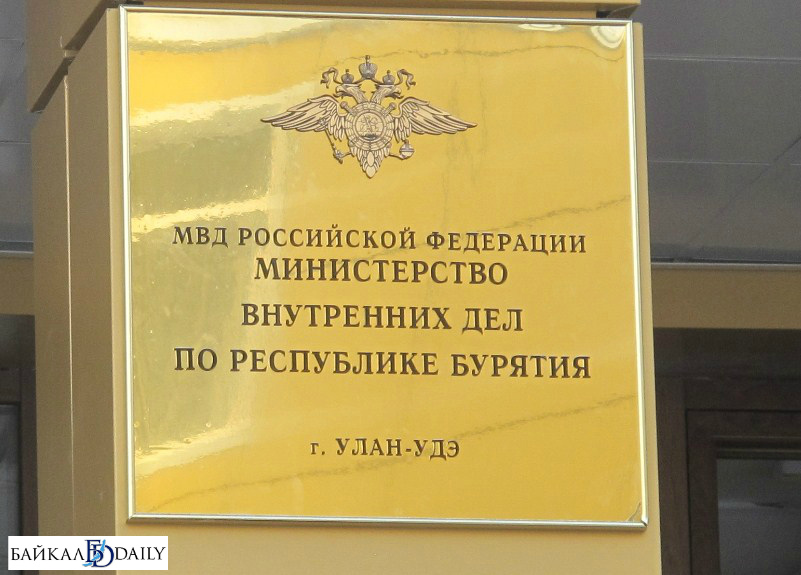 МВД РОССИЙСКОЙ ФЕДЕРАЦИИ
МИНИСТЕРСТВО
ВНУТРЕННИХ ДЕЛ
ПО РЕСПУБЛИКЕ БУРЯТИЯ
г. УЛАН-УДЭ
БАЙКАЛ DAILY